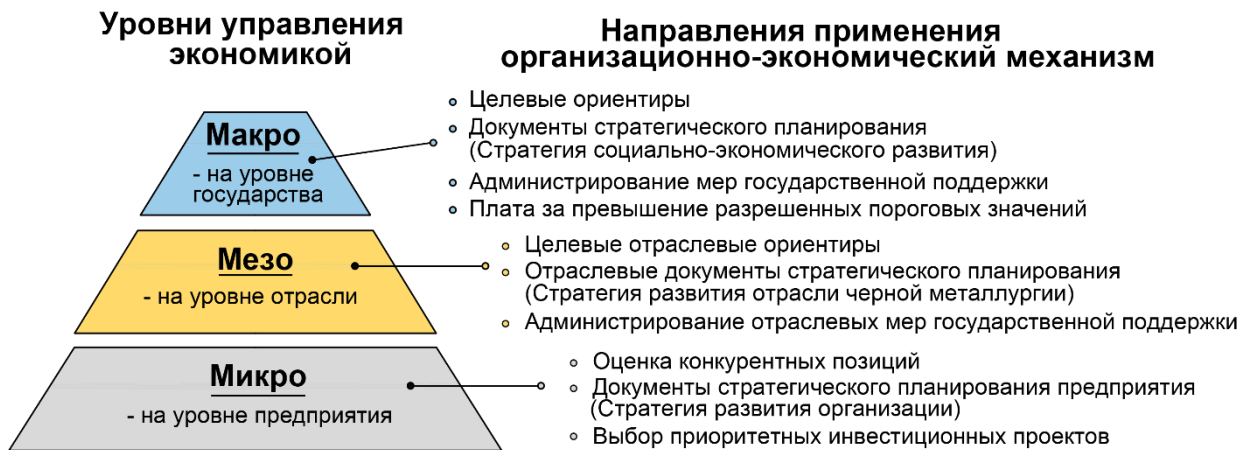 Уровни управления
экономикой
Направления применения
организационно-экономический механизм
Макро
- на уровне
государства
Целевые ориентиры
Документы стратегического планирования
(Стратегия социально-экономического развития)
Администрирование мер государственной поддержки
Плата за превышение разрешенных пороговых значений
Мезо
- на уровне отрасли
Целевые отраслевые ориентиры
Отраслевые документы стратегического планирования
(Стратегия развития отрасли черной металлургии)
Администрирование отраслевых мер государственной поддержки
Микро
- на уровне предприятия
Оценка конкурентных позиций
Документы стратегического планирования предприятия
(Стратегия развития организации)
Выбор приоритетных инвестиционных проектов